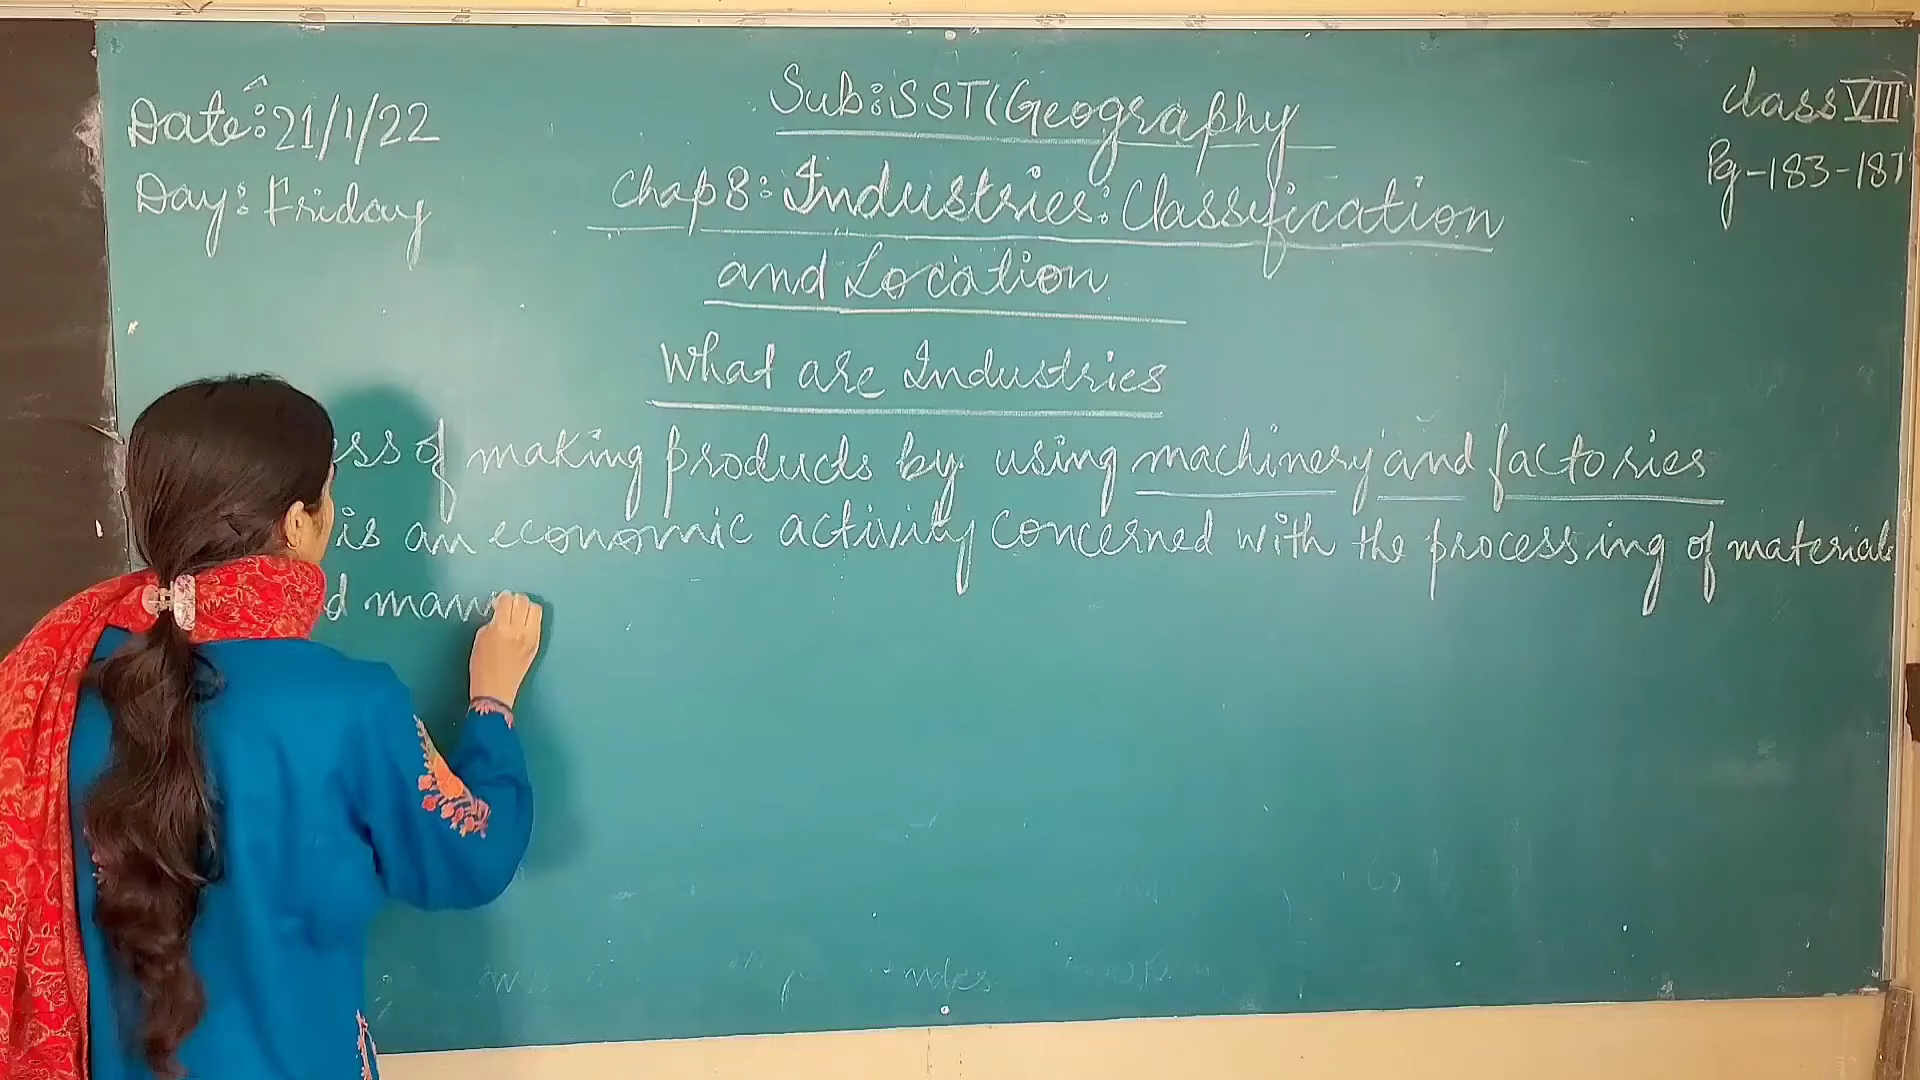 Date: 21/1/22
Day: Friday
Sub: SST (Geography
Chap 8: Industries: Classification
and Location
class VIII
Pg-183-187
What are Industries
ess of making products by using machinery and factories
is an economic activity concerned with the processing of materials
d manu